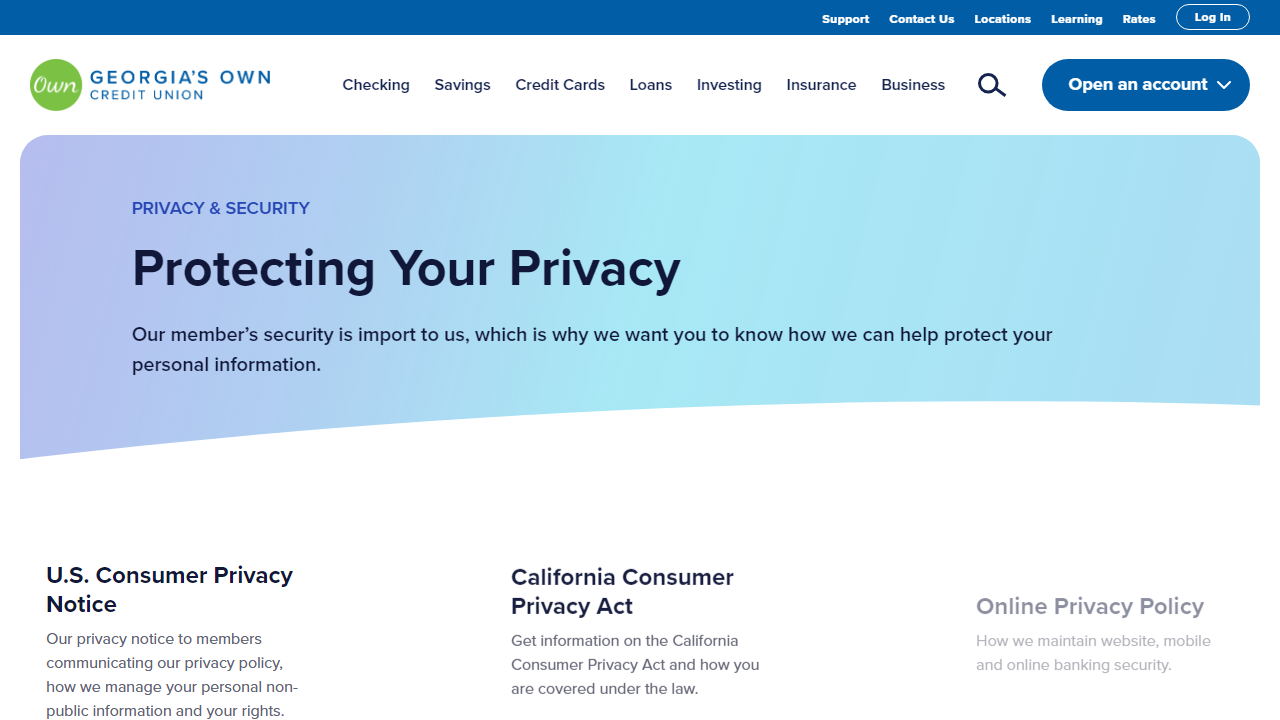 Support Contact Us Locations Learning Rates Log In
Own GEORGIA'S OWN
CREDIT UNION
Checking Savings Credit Cards Loans Investing Insurance Business Open an account
PRIVACY & SECURITY
Protecting Your Privacy
Our member’s security is import to us, which is why we want you to know how we can help protect your
personal information.
U.S. Consumer Privacy
Notice
Our privacy notice to members
communicating our privacy policy,
how we manage your personal non-
public information and your rights.
California Consumer
Privacy Act
Get information on the California
Consumer Privacy Act and how you
are covered under the law.
Online Privacy Policy
How we maintain website, mobile
and online banking security.